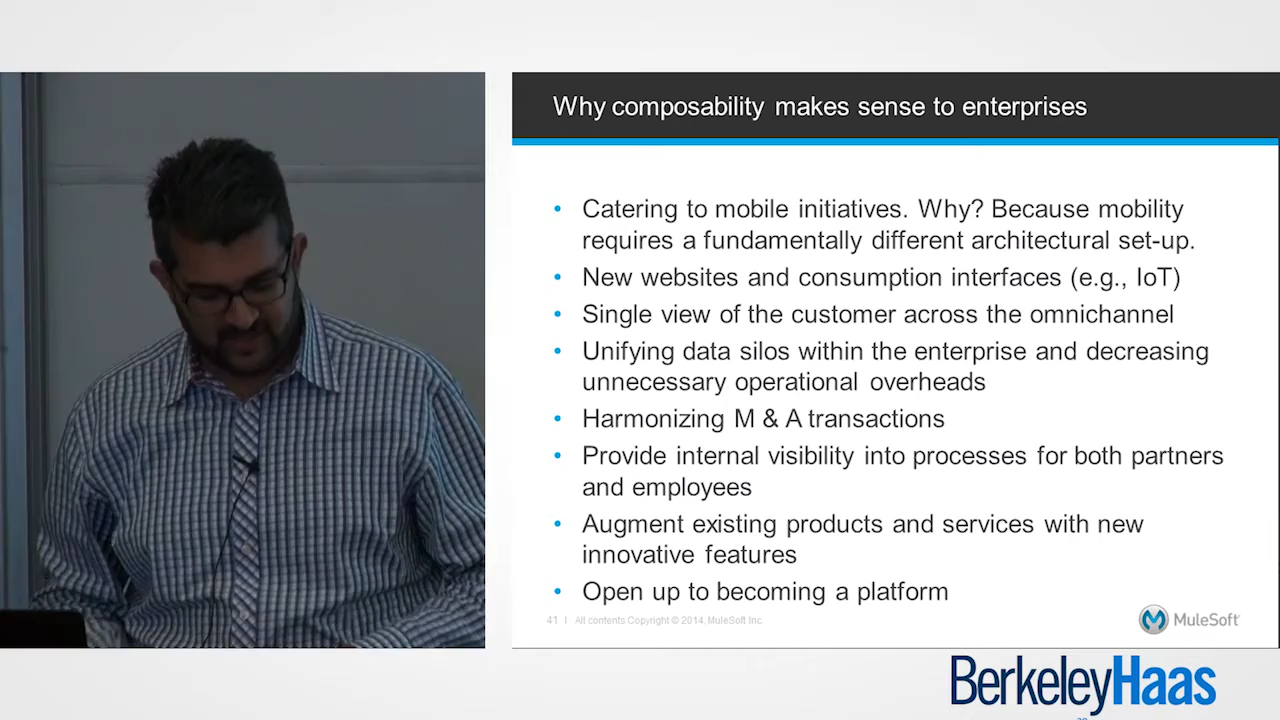 Why composability makes sense to enterprises
• Catering to mobile initiatives. Why? Because mobility
requires a fundamentally different architectural set-up.
• New websites and consumption interfaces (e.g., IoT)
• Single view of the customer across the omnichannel
• Unifying data silos within the enterprise and decreasing
unnecessary operational overheads
• Harmonizing M & A transactions
• Provide internal visibility into processes for both partners
and employees
• Augment existing products and services with new
innovative features
• Open up to becoming a platform
41 | All contents Copyright © 2014, MuleSoft Inc.
MuleSoft
BerkeleyHaas